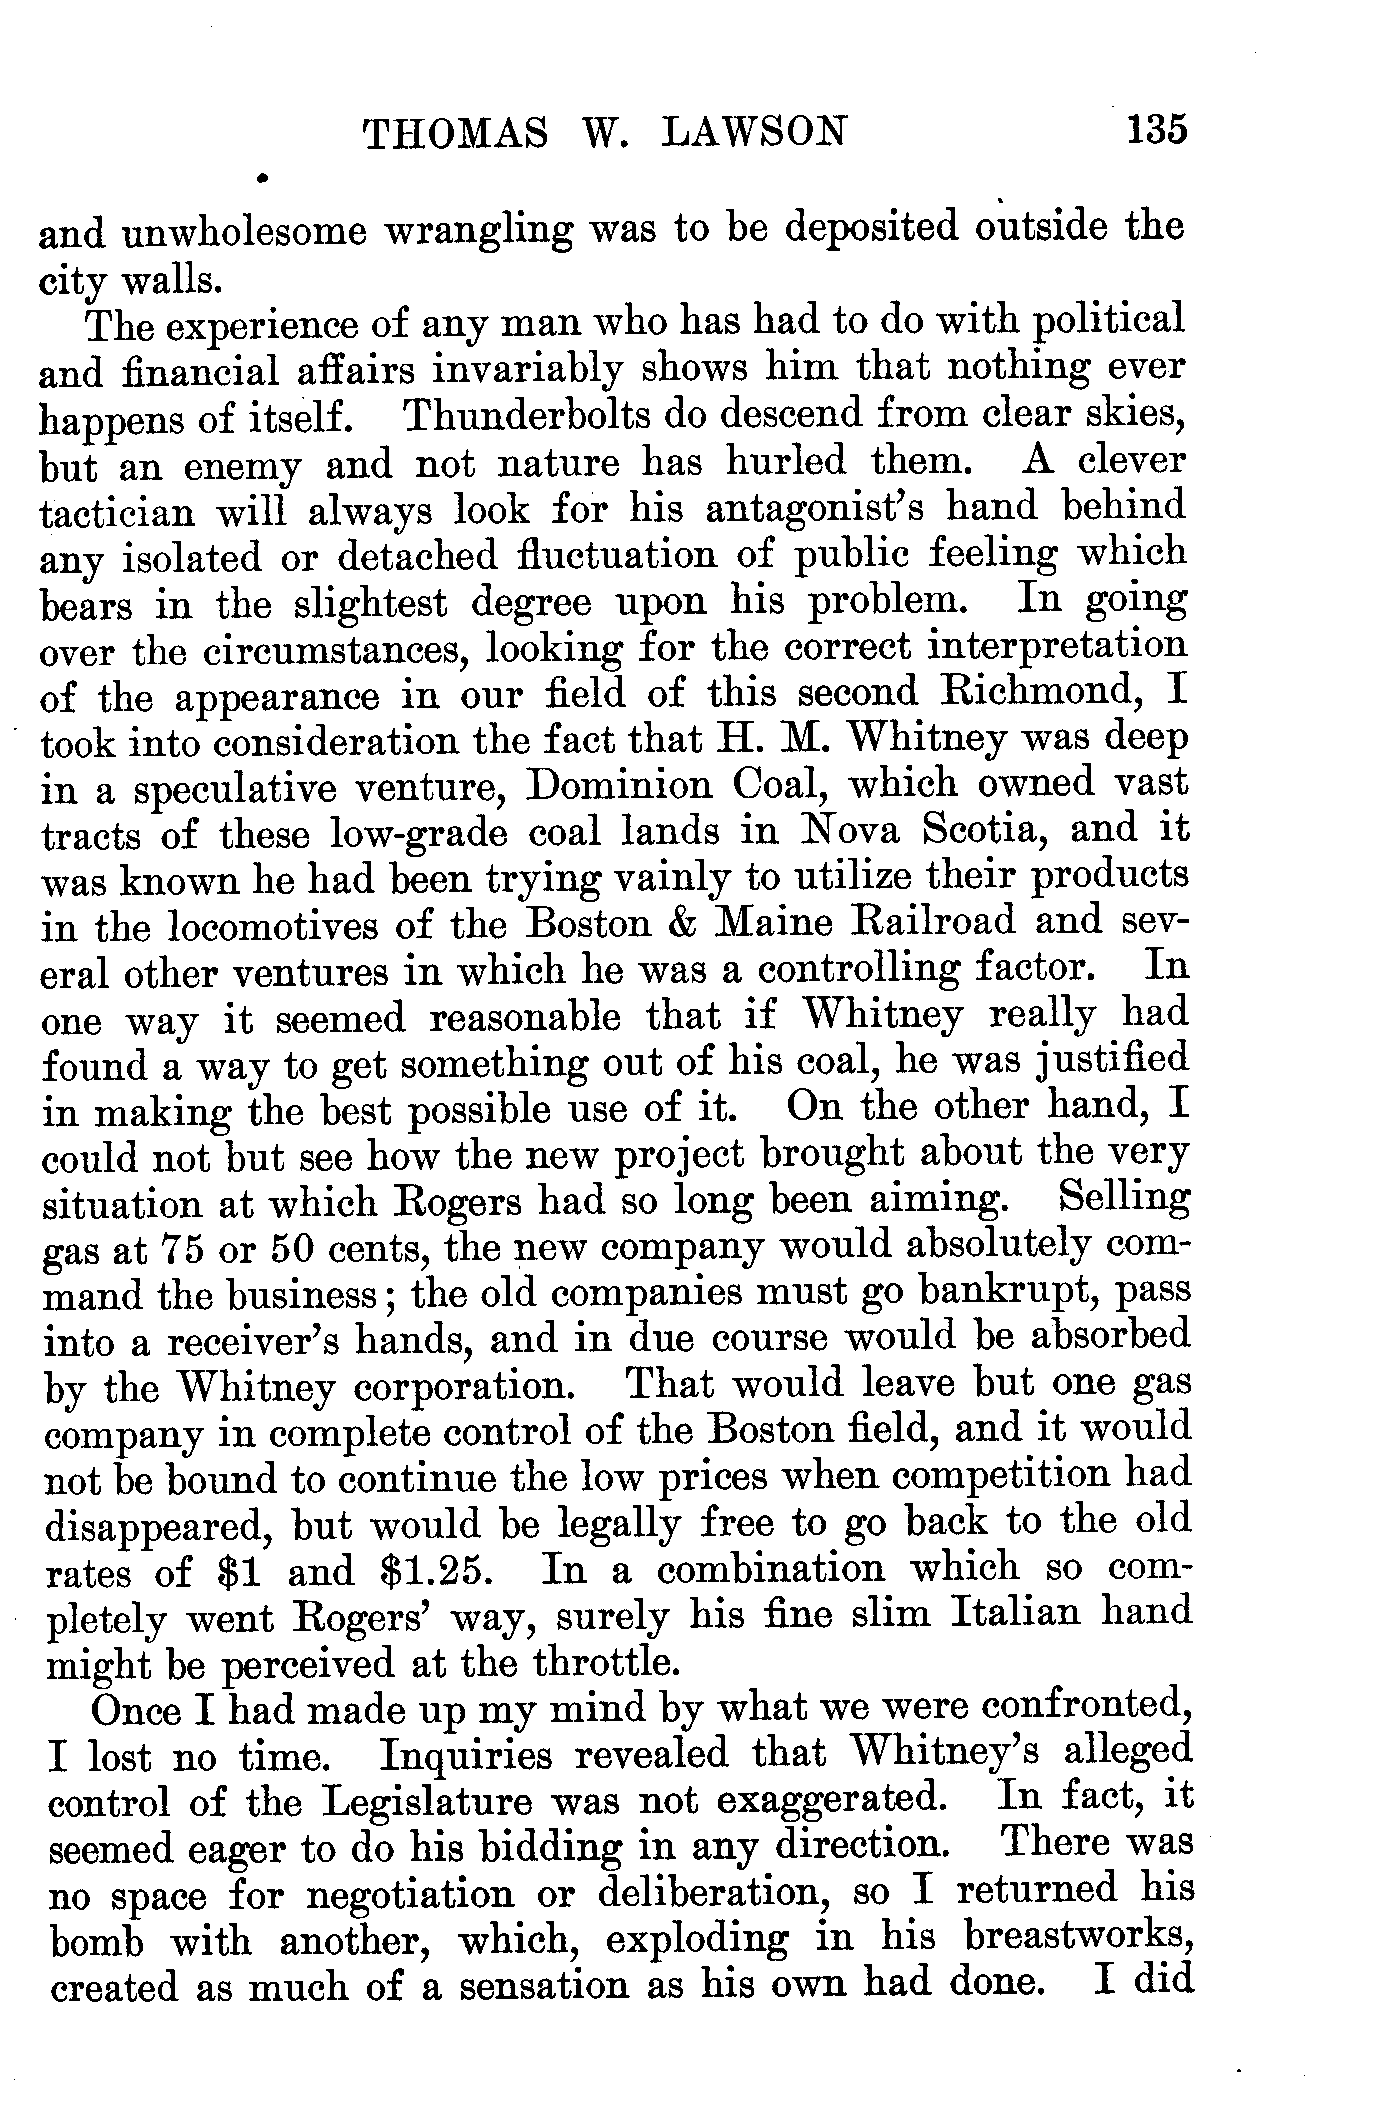 THOMAS W. LAWSON 135
and unwholesome wrangling was to be deposited outside the
city walls.
The experience of any man who has had to do with political
and financial affairs invariably shows him that nothing ever
happens of itself. Thunderbolts do descend from clear skies,
but an enemy and not nature has hurled them. A clever
tactician will always look for his antagonist's hand behind
any isolated or detached fluctuation of public feeling which
bears in the slightest degree upon his problem. In going
over the circumstances, looking for the correct interpretation
of the appearance in our field of this second Richmond, I
took into consideration the fact that H. M. Whitney was deep
in a speculative venture, Dominion Coal, which owned vast
tracts of these low-grade coal lands in Nova Scotia, and it
was known he had been trying vainly to utilize their products
in the locomotives of the Boston & Maine Railroad and sev-
eral other ventures in which he was a controlling factor. In
one way it seemed reasonable that if Whitney really had
found a way to get something out of his coal, he was justified
in making the best possible use of it. On the other hand, I
could not but see how the new project brought about the very
situation at which Rogers had so long been aiming. Selling
gas at 75 or 50 cents, the new company would absolutely com-
mand the business; the old companies must go bankrupt, pass
into a receiver's hands, and in due course would be absorbed
by the Whitney corporation. That would leave but one gas
company in complete control of the Boston field, and it would
not be bound to continue the low prices when competition had
disappeared, but would be legally free to go back to the old
rates of $1 and $1.25. In a combination which so com-
pletely went Rogers' way, surely his fine slim Italian hand
might be perceived at the throttle.
Once I had made up my mind by what we were confronted,
I lost no time. Inquiries revealed that Whitney's alleged
control of the Legislature was not exaggerated. In fact, it
seemed eager to do his bidding in any direction. There was
no space for negotiation or deliberation, so I returned his
bomb with another, which, exploding in his breastworks,
created as much of a sensation as his own had done. I did